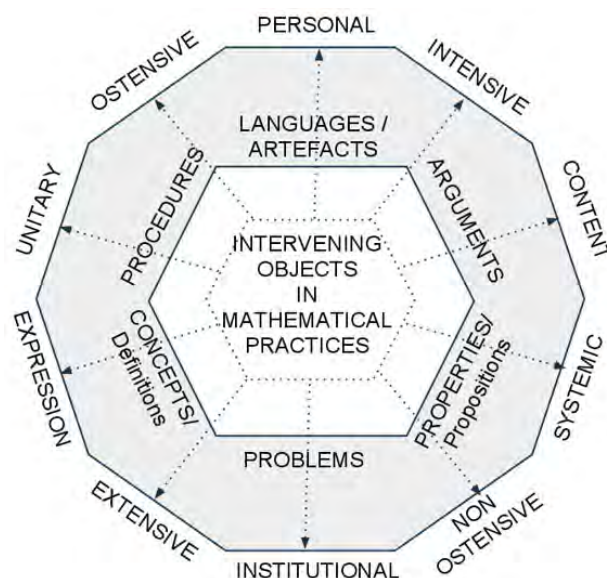 PERSONAL
OSTENSIVE
INTENSIVE
LANGUAGES /
ARTEFACTS
UNITARY
PROCEDURES
ARGUMENTS
CONTENT
INTERVENING
OBJECTS
IN
MATHEMATICAL
PRACTICES
EXPRESSION
CONCEPTS/
Définitions
PROPERTIES/
Propositions
SYSTEMIC
PROBLEMS
EXTENSIVE
NON
OSTENSIVE
INSTITUTIONAL